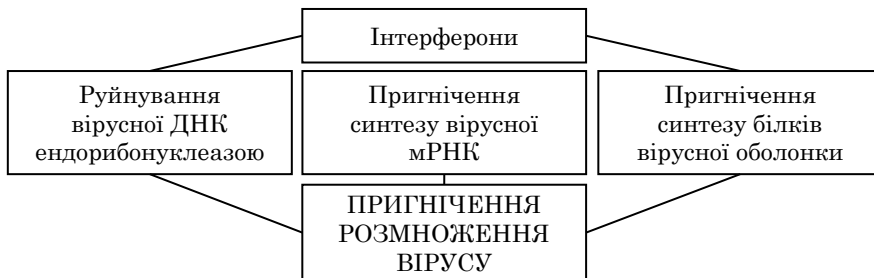 Інтерферони
Руйнування
вірусної ДНК
ендорибонуклеазою
Пригнічення
синтезу вірусної
мРНК
Пригнічення
синтезу білків
вірусної оболонки
ПРИГНІЧЕННЯ
РОЗМНОЖЕННЯ
ВІРУСУ